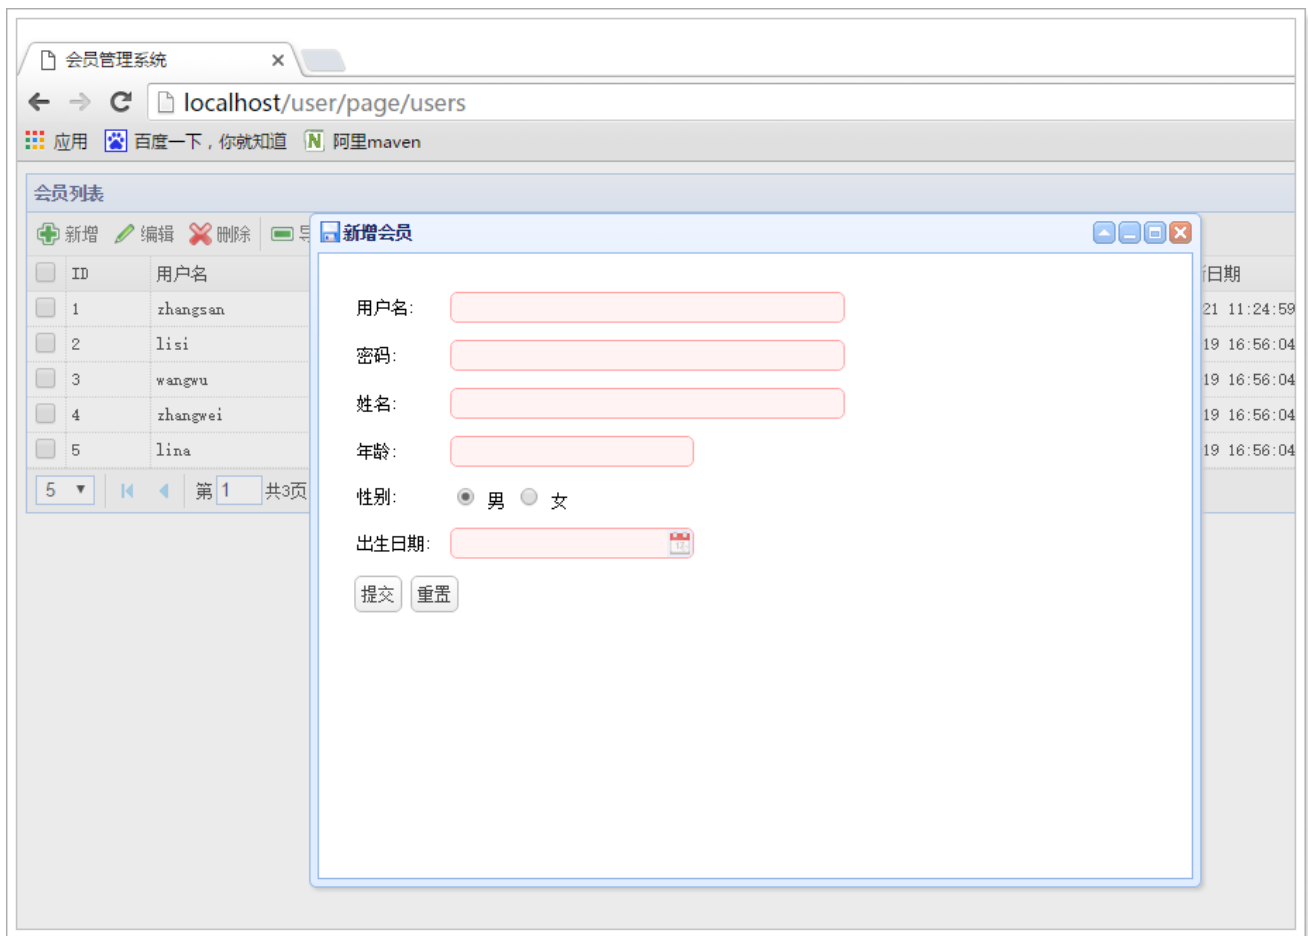 会员管理系统
localhost/user/page/users
应用 百度一下，你就知道 阿里maven
会员列表
新增 编辑 删除
新增会员
ID 用户名 日期
1 zhangsan 21 11:24:59
2 lisi 19 16:56:04
3 wangwu 19 16:56:04
4 zhangwei 19 16:56:04
5 lina 19 16:56:04
5 第 1 共3页
用户名:
密码:
姓名:
年龄:
性别: 男 女
出生日期: 12
提交 重置